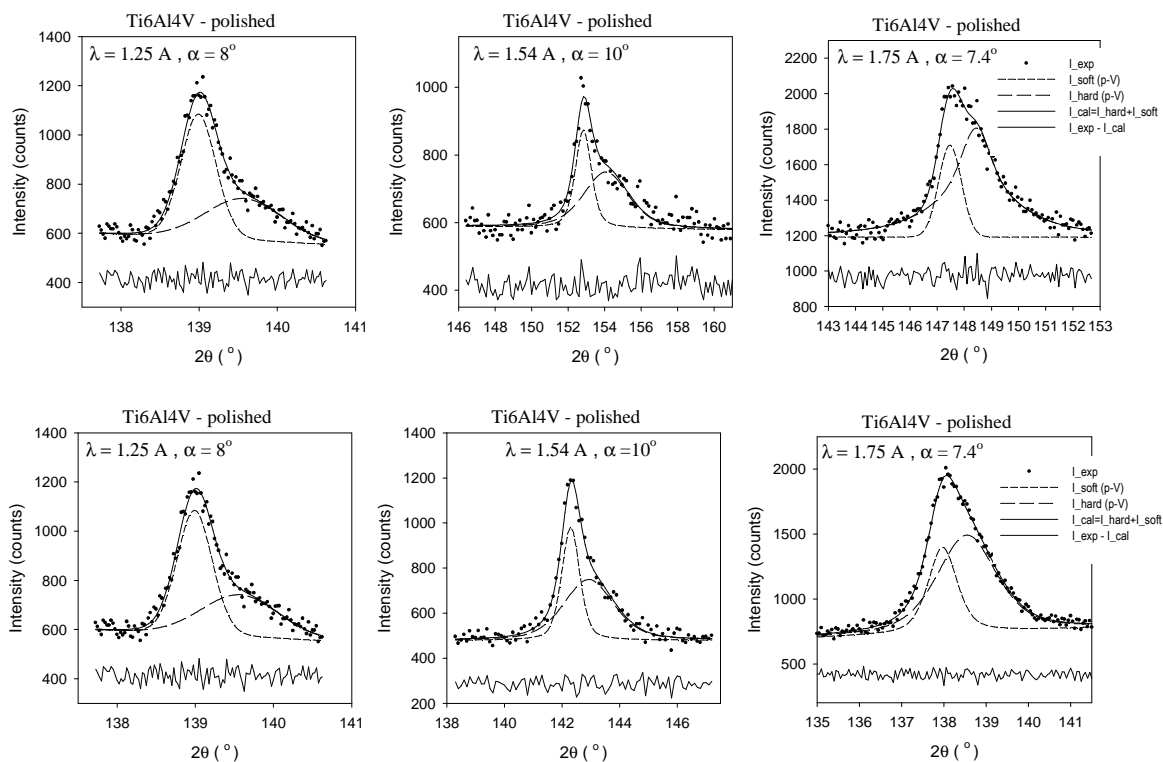 Ti6Al4V - polished
λ = 1.25 A , α = 8°
Intensity (counts)
1400
1200
1000
800
600
400
138 139 140 141
2θ ( ° )
Ti6Al4V - polished
λ = 1.54 A , α = 10°
Intensity (counts)
1000
800
600
400
146 148 150 152 154 156 158 160
2θ ( ° )
Ti6Al4V - polished
λ = 1.75 A , α = 7.4°
I_exp
I_soft (p-V)
I_hard (p-V)
I_cal=I_hard+I_soft
I_exp - I_cal
Intensity (counts)
2200
2000
1800
1600
1400
1200
1000
800
143 144 145 146 147 148 149 150 151 152 153
2θ ( ° )
Ti6Al4V - polished
λ = 1.25 A , α = 8°
Intensity (counts)
1400
1200
1000
800
600
400
138 139 140 141
2θ ( ° )
Ti6Al4V - polished
λ = 1.54 A , α =10°
Intensity (counts)
1400
1200
1000
800
600
400
200
138 140 142 144 146
2θ ( ° )
Ti6Al4V - polished
λ = 1.75 A , α = 7.4°
I_exp
I_soft (p-V)
I_hard (p-V)
I_cal=I_hard+I_soft
I_exp - I_cal
Intensity (counts)
2000
1500
1000
500
135 136 137 138 139 140 141
2θ ( ° )